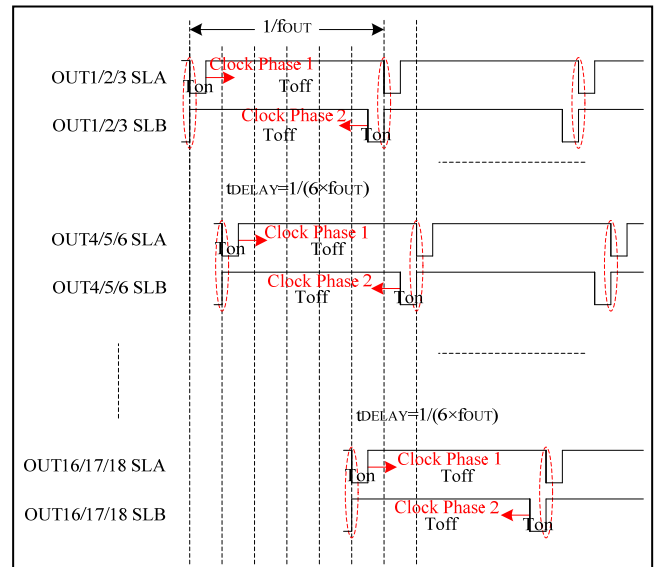 1/fOUT
OUT1/2/3 SLA
Ton
Clock Phase 1
Toff
OUT1/2/3 SLB
Clock Phase 2
Toff
Ton
tDELAY=1/(6×fOUT)
OUT4/5/6 SLA
Ton
Clock Phase 1
Toff
OUT4/5/6 SLB
Clock Phase 2
Toff
Ton
tDELAY=1/(6×fOUT)
OUT16/17/18 SLA
Ton
Clock Phase 1
Toff
OUT16/17/18 SLB
Clock Phase 2
Toff
Ton